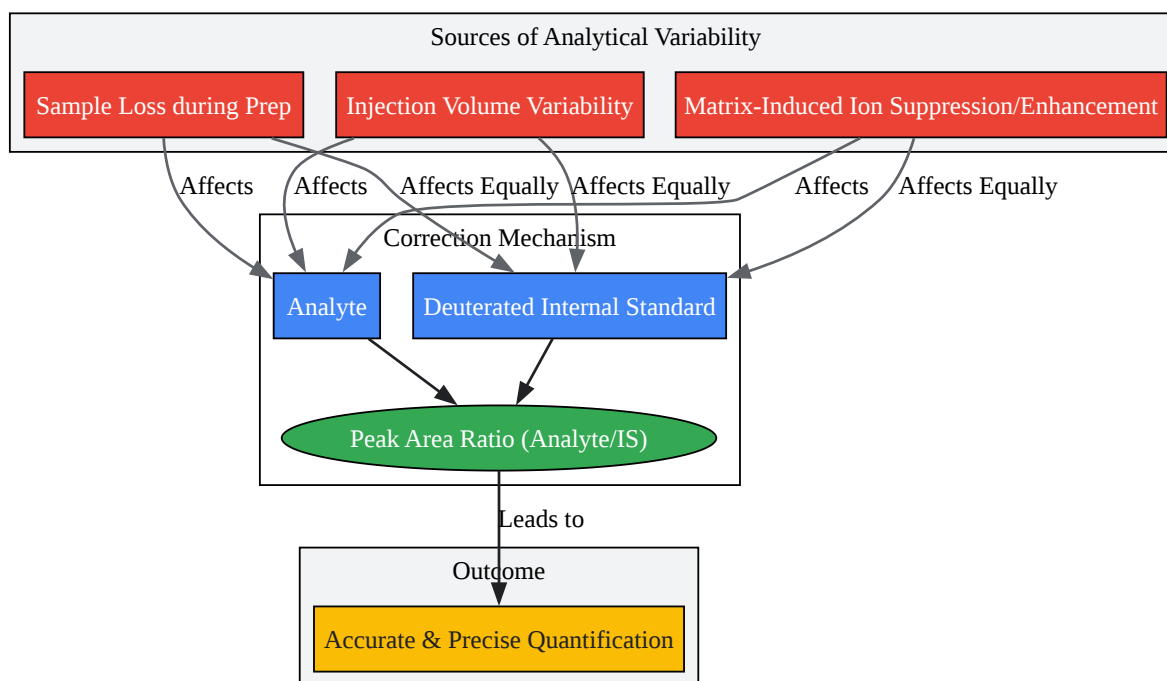 Sources of Analytical Variability
Sample Loss during Prep
Injection Volume Variability
Matrix-Induced Ion Suppression/Enhancement
Affects
Affects
Affects Equally
Affects Equally
Affects
Affects Equally
Correction Mechanism
Analyte
Deuterated Internal Standard
Peak Area Ratio (Analyte/IS)
Leads to
Outcome
Accurate & Precise Quantification